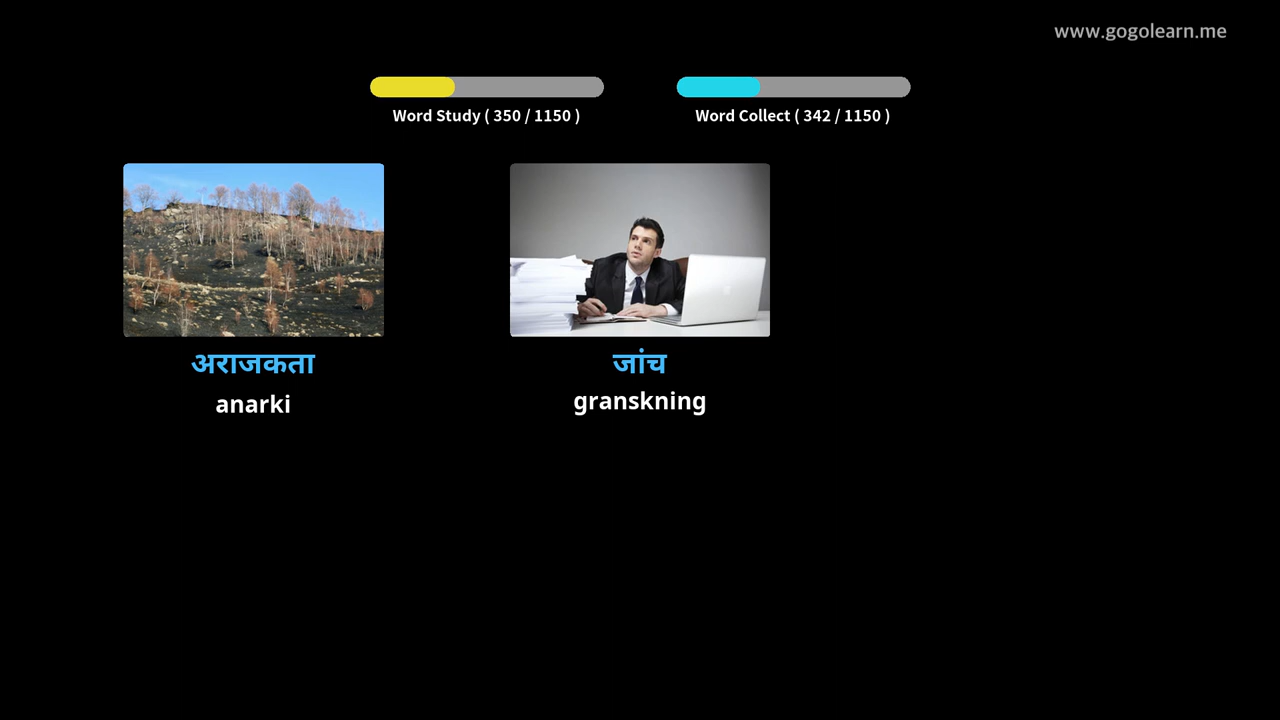 www.gogolearn.me
Word Study ( 350 / 1150 )
Word Collect ( 342 / 1150 )
अराजकता
anarki
जांच
granskning